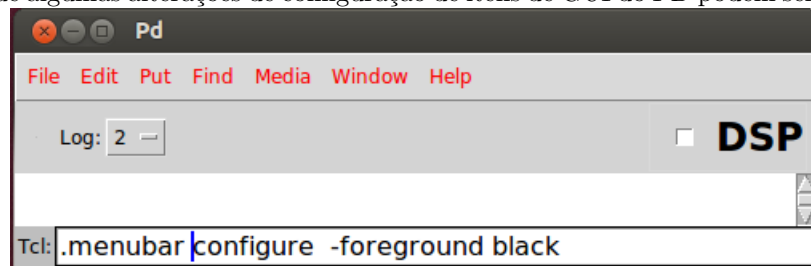 Pd
File Edit Put Find Media Window Help
Log: 2
DSP
Tcl: .menubar configure -foreground black